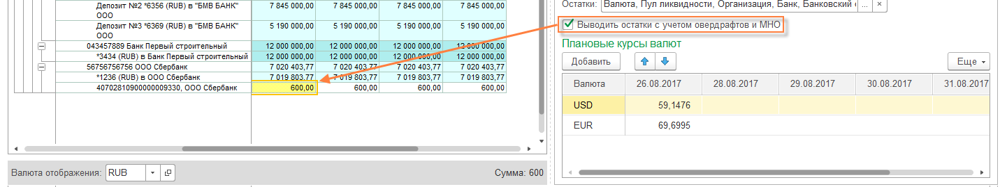 Депозит №2 *6356 (RUB) в "БМВ БАНК" ООО 7 845 000,00 7 845 000,00 7 845 000,00 7 845 000,00
Депозит №3 *6369 (RUB) в "БМВ БАНК" ООО 5 190 000,00 5 190 000,00 5 190 000,00 5 190 000,00
043457889 Банк Первый строительный 12 000 000,00 12 000 000,00 12 000 000,00 12 000 000,00
*3434 (RUB) в Банк Первый строительный 12 000 000,00 12 000 000,00 12 000 000,00 12 000 000,00
56756756756 ООО Сбербанк 7 020 403,77 7 020 403,77 7 020 403,77 7 020 403,77
*1236 (RUB) в ООО Сбербанк 7 019 803,77 7 019 803,77 7 019 803,77 7 019 803,77
40702810900000009330, ООО Сбербанк 600,00 600,00 600,00 600,00
Валюта отображения: RUB Сумма: 600
Остатки: Валюта, Пул ликвидности, Организация, Банк, Банковский ... ×
Выводить остатки с учетом овердрафтов и МНО
Плановые курсы валют
Добавить Еще
Валюта 26.08.2017 28.08.2017 29.08.2017 30.08.2017 31.08.2017
USD 59,1476
EUR 69,6995